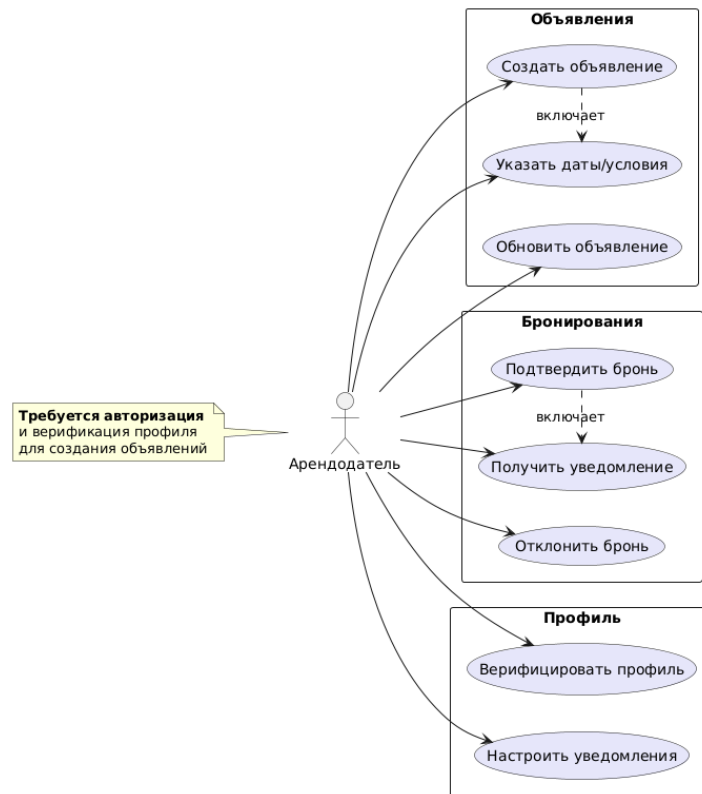 Объявления
Создать объявление
включает
Указать даты/условия
Обновить объявление
Бронирования
Подтвердить бронь
включает
Получить уведомление
Отклонить бронь
Требуется авторизация
и верификация профиля
для создания объявлений
Арендодатель
Профиль
Верифицировать профиль
Настроить уведомления